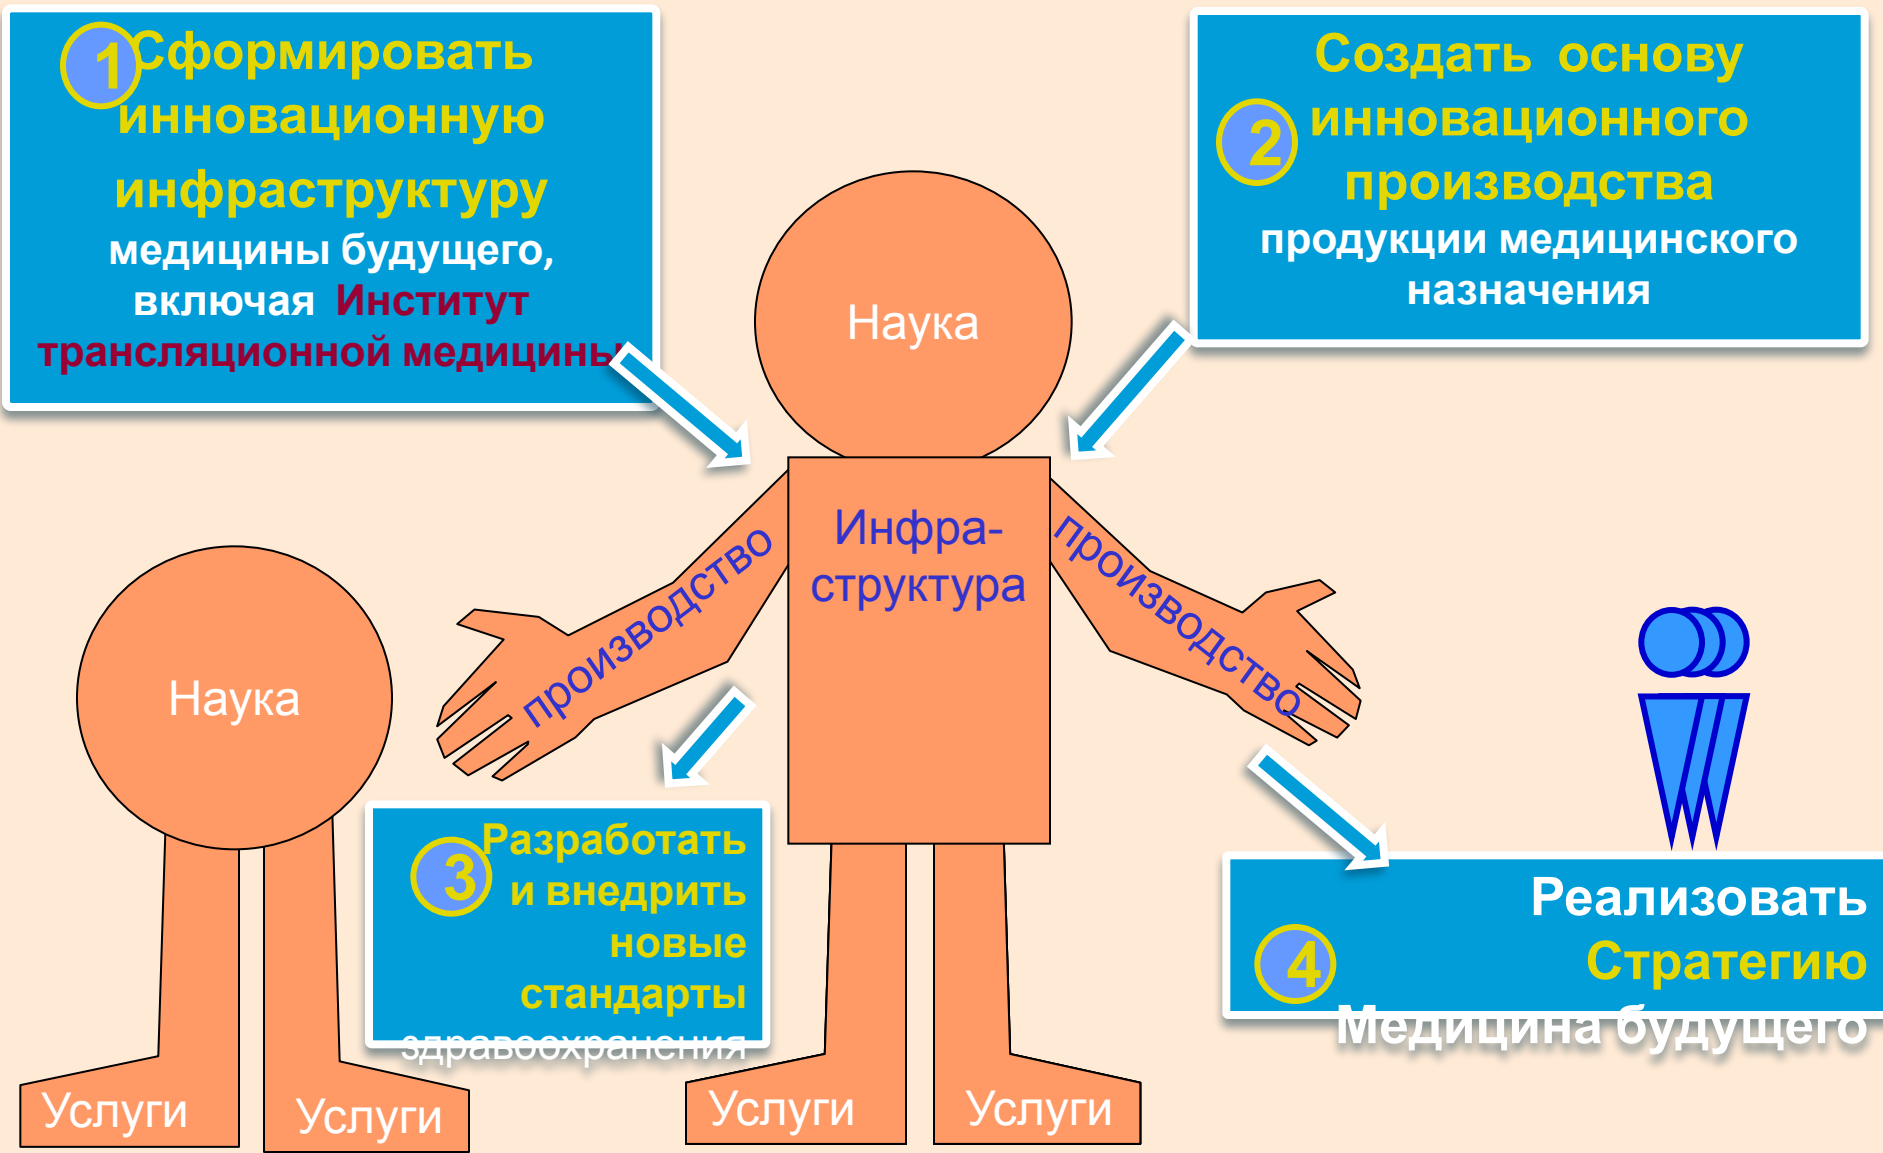 1
Сформировать
инновационную
инфраструктуру
медицины будущего,
включая Институт
трансляционной медицины
2
Создать основу
инновационного
производства
продукции медицинского
назначения
Наука
Инфра-
структура
производство
производство
Наука
3
Разработать
и внедрить
новые
стандарты
здравоохранения
4
Реализовать
Стратегию
Медицина будущего
Услуги
Услуги
Услуги
Услуги